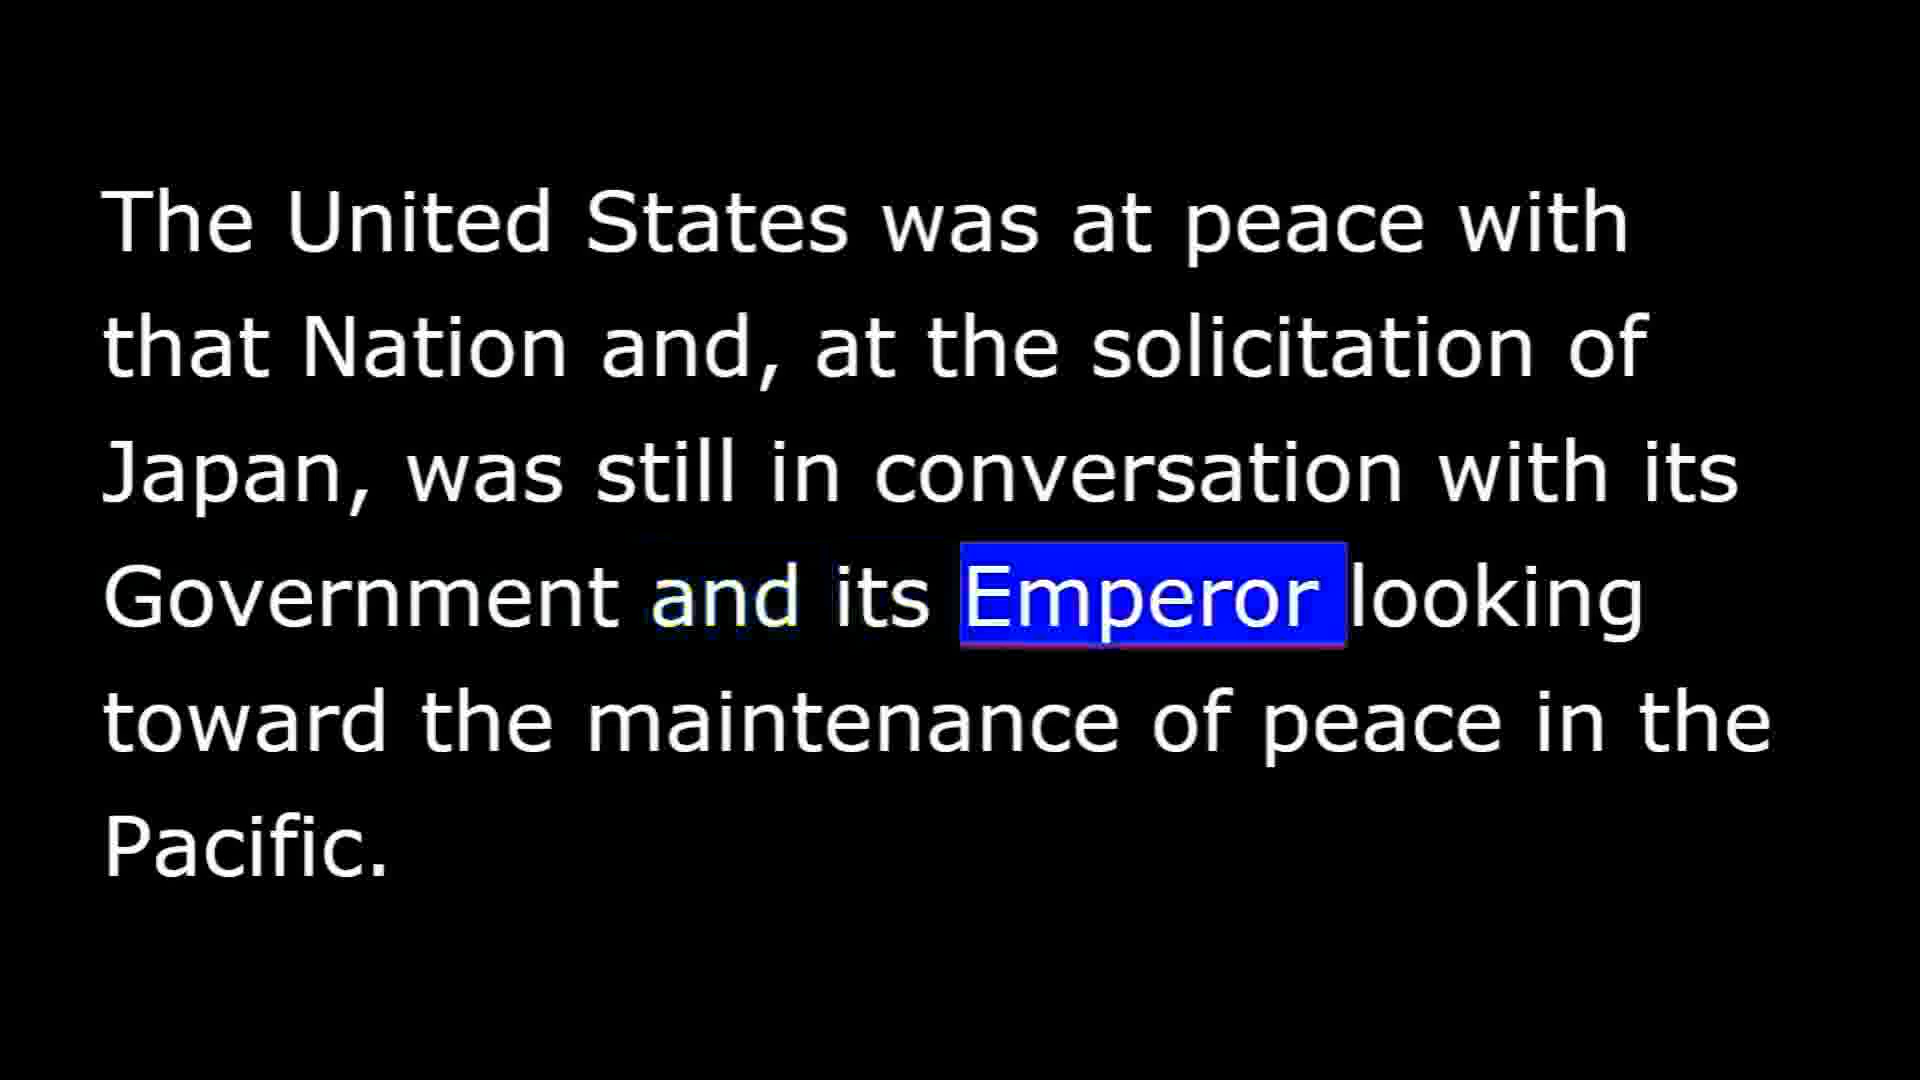 The United States was at peace with
that Nation and, at the solicitation of
Japan, was still in conversation with its
Government and its Emperor looking
toward the maintenance of peace in the
Pacific.